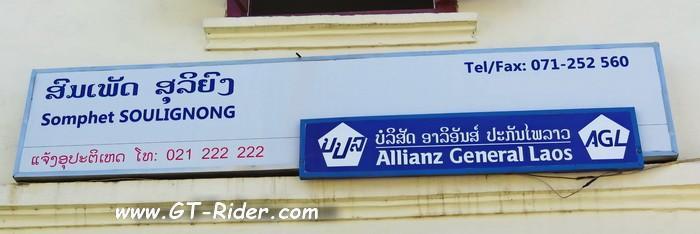 ສົມເພັດ ສຸລິຍົງ
Somphet SOULIGNONG
Tel/Fax: 071-252 560
ແຈ້ງອຸປະຕິເຫດ ໂທ: 021 222 222
ປປລ
ບໍລິສັດ ອາລິອັນສ໌ ປະກັນໄພລາວ
Allianz General Laos
AGL
www.GT-Rider.com